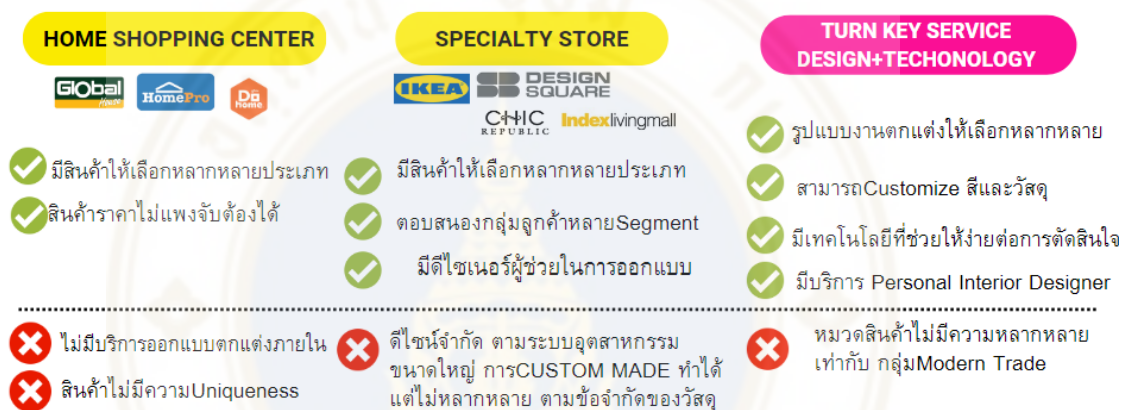 HOME SHOPPING CENTER
Global
House
HomePro
Do
Home
มีสินค้าให้เลือกหลากหลายประเภท
สินค้าราคาไม่แพงจับต้องได้
ไม่มีบริการออกแบบตกแต่งภายใน
สินค้าไม่มีความUniqueness
SPECIALTY STORE
IKEA
DESIGN
SQUARE
CHIC
REPUBLIC
Indexlivingmall
มีสินค้าให้เลือกหลากหลายประเภท
ตอบสนองกลุ่มลูกค้าหลายSegment
มีดีไซเนอร์ผู้ช่วยในการออกแบบ
ดีไซน์จำกัด ตามระบบอุตสาหกรรม
ขนาดใหญ่ การCUSTOM MADE ทำได้
แต่ไม่หลากหลาย ตามข้อจำกัดของวัสดุ
TURN KEY SERVICE
DESIGN+TECHONOLOGY
รูปแบบงานตกแต่งให้เลือกหลากหลาย
สามารถCustomize สีและวัสดุ
มีเทคโนโลยีที่ช่วยให้ง่ายต่อการตัดสินใจ
มีบริการ Personal Interior Designer
หมวดสินค้าไม่มีความหลากหลาย
เท่ากับ กลุ่มModern Trade